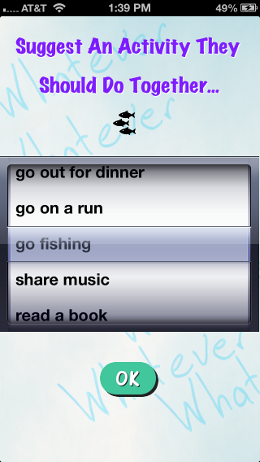 AT&T 1:39 PM 49%
Suggest An Activity They
Should Do Together...
Whatever
Whatever
go out for dinner
go on a run
go fishing
share music
read a book
Whatever
What
OK